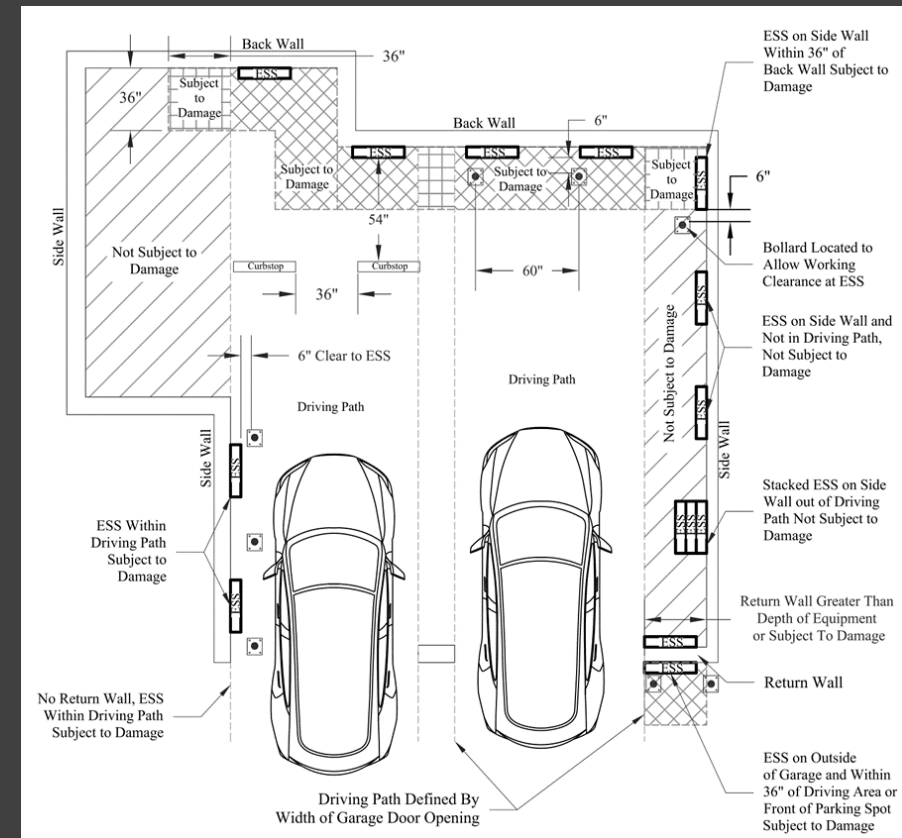 Back Wall
36"
ESS on Side Wall
Within 36" of
Back Wall Subject to
Damage
ESS
Subject
to
Damage
36"
Back Wall
6"
ESS
ESS
ESS
Subject to
Damage
Subject to
Damage
Subject
to
Damage
ESS
6"
54"
Side Wall
Not Subject to
Damage
Curbstop
Curbstop
36"
60"
Bollard Located to
Allow Working
Clearance at ESS
ESS
ESS on Side Wall and
Not in Driving Path,
Not Subject to
Damage
6" Clear to ESS
Driving Path
Driving Path
Not Subject to Damage
ESS
Side Wall
Side Wall
ESS
ESS Within
Driving Path
Subject to
Damage
ESS
Stacked ESS on Side
Wall out of Driving
Path Not Subject to
Damage
ESS
ESS
ESS
Return Wall Greater Than
Depth of Equipment
or Subject To Damage
ESS
ESS
Return Wall
No Return Wall, ESS
Within Driving Path
Subject to Damage
ESS on Outside
of Garage and Within
36" of Driving Area or
Front of Parking Spot
Subject to Damage
Driving Path Defined By
Width of Garage Door Opening